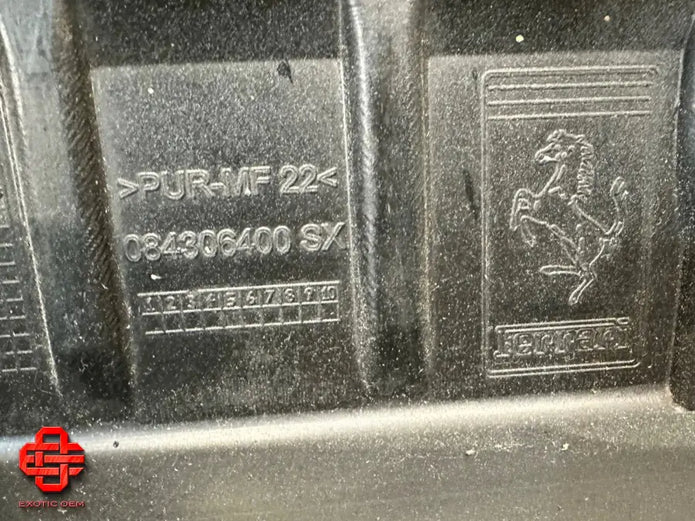 >PUR-MF 22<
084306400 SX
1 2 3 4 5 6 7 8 9 10
Ferrari
EXOTIC OEM